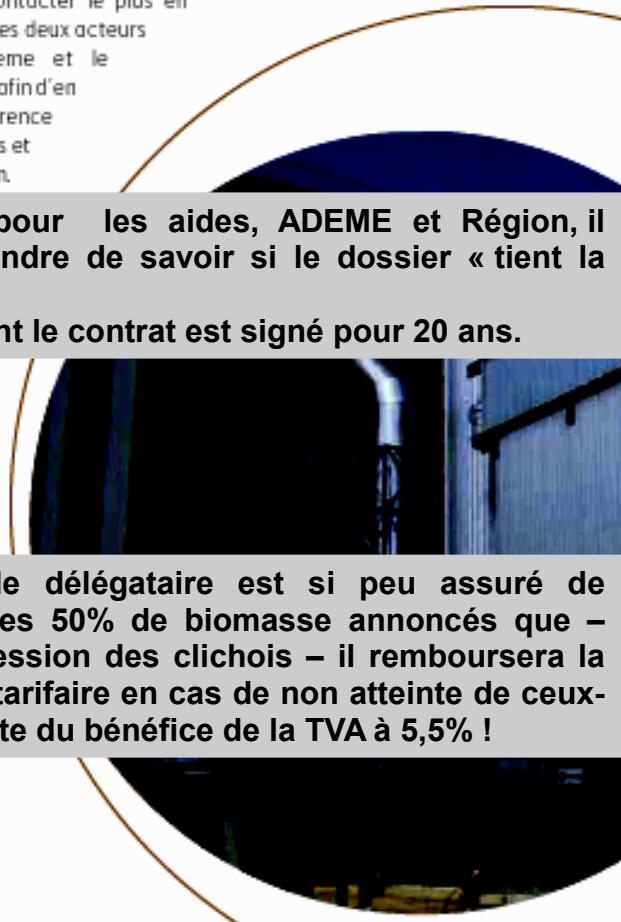 ontacter le plus en
es deux acteurs
eme et le
afin d'en
rence
s et
n.
pour les aides, ADEME et Région, il
ndre de savoir si le dossier « tient la
nt le contrat est signé pour 20 ans.
le délégataire est si peu assuré de
es 50% de biomasse annoncés que –
ession des clichois – il remboursera la
tarifaire en cas de non atteinte de ceux-
te du bénéfice de la TVA à 5,5% !